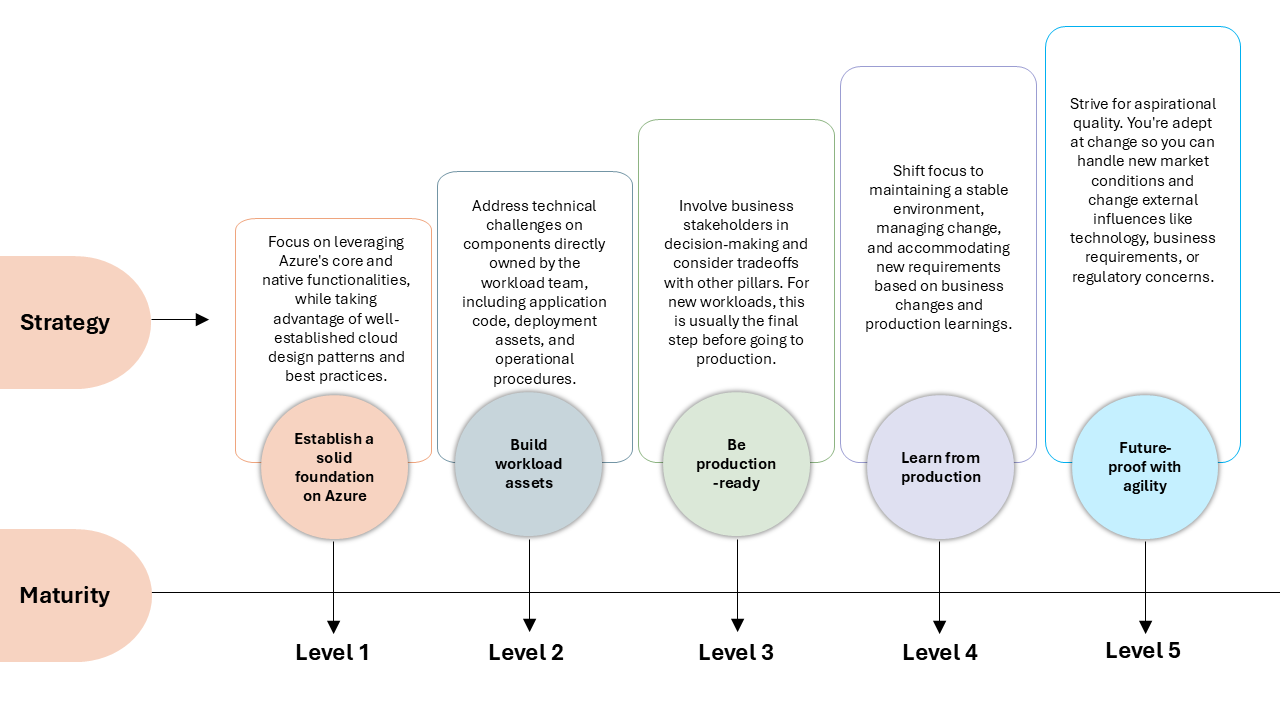 Strategy
Focus on leveraging
Azure's core and
native functionalities,
while taking
advantage of well-
established cloud
design patterns and
best practices.
Establish a
solid
foundation
on Azure
Address technical
challenges on
components directly
owned by the
workload team,
including application
code, deployment
assets, and
operational
procedures.
Build
workload
assets
Involve business
stakeholders in
decision-making and
consider tradeoffs
with other pillars. For
new workloads, this
is usually the final
step before going to
production.
Be
production
-ready
Shift focus to
maintaining a stable
environment,
managing change,
and accommodating
new requirements
based on business
changes and
production learnings.
Learn from
production
Strive for aspirational
quality. You're adept
at change so you can
handle new market
conditions and
change external
influences like
technology, business
requirements, or
regulatory concerns.
Future-
proof with
agility
Maturity
Level 1
Level 2
Level 3
Level 4
Level 5